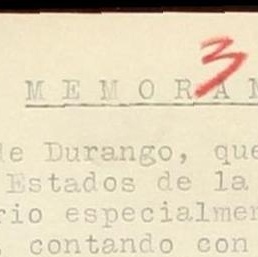 3
M E M O R A
de Durango, que
Estados de la
rio especialmen
contando con